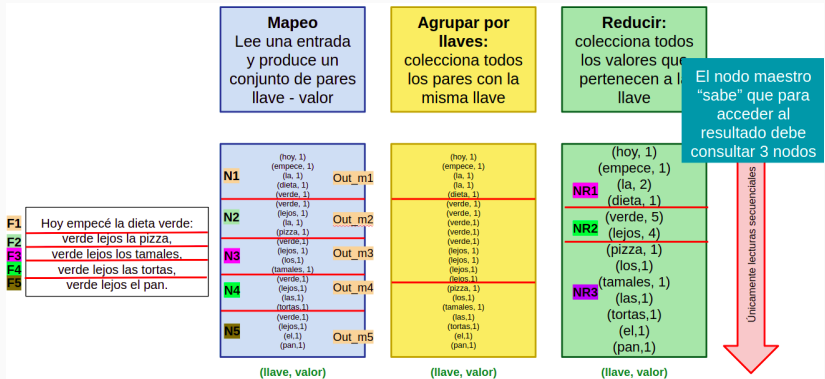 Mapeo
Lee una entrada
y produce un
conjunto de pares
llave - valor
Agrupar por
llaves:
colecciona todos
los pares con la
misma llave
Reducir:
colecciona todos
los valores que
pertenecen a la
llave
El nodo maestro
“sabe” que para
acceder al
resultado debe
consultar 3 nodos
F1
F2
F3
F4
F5
Hoy empecé la dieta verde:
verde lejos la pizza,
verde lejos los tamales,
verde lejos las tortas,
verde lejos el pan.
N1
(hoy, 1)
(empece, 1)
(la, 1)
(dieta, 1)
(verde, 1)
Out_m1
N2
(verde, 1)
(lejos, 1)
(la, 1)
(pizza, 1)
Out_m2
N3
(verde,1)
(lejos, 1)
(los,1)
(tamales, 1)
Out_m3
N4
(verde,1)
(lejos, 1)
(las,1)
(tortas,1)
Out_m4
N5
(verde,1)
(lejos,1)
(el,1)
(pan,1)
Out_m5
(llave, valor)
(hoy, 1)
(empece, 1)
(la, 1)
(la, 1)
(dieta, 1)
(verde, 1)
(verde, 1)
(verde,1)
(verde,1)
(verde,1)
(lejos, 1)
(lejos, 1)
(lejos, 1)
(lejos,1)
(pizza, 1)
(los,1)
(tamales, 1)
(las,1)
(tortas,1)
(el,1)
(pan,1)
(llave, valor)
NR1
(hoy, 1)
(empece, 1)
(la, 2)
(dieta, 1)
NR2
(verde, 5)
(lejos, 4)
NR3
(pizza, 1)
(los,1)
(tamales, 1)
(las,1)
(tortas,1)
(el,1)
(pan,1)
(llave, valor)
Únicamente lecturas secuenciales